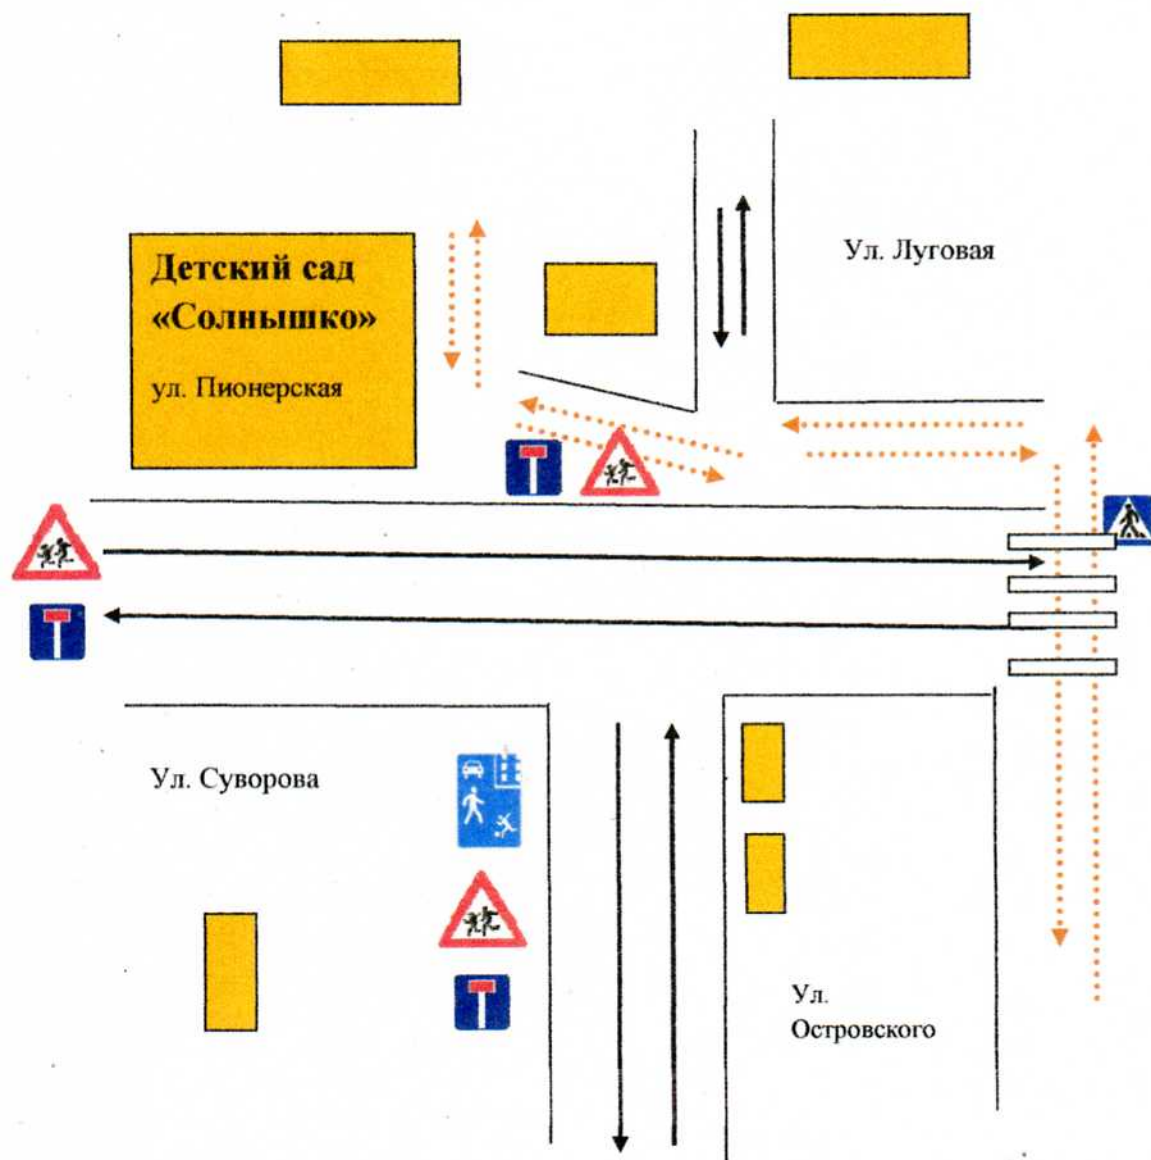 Детский сад
«Солнышко»
ул. Пионерская
Ул. Луговая
Ул. Суворова
Ул.
Островского